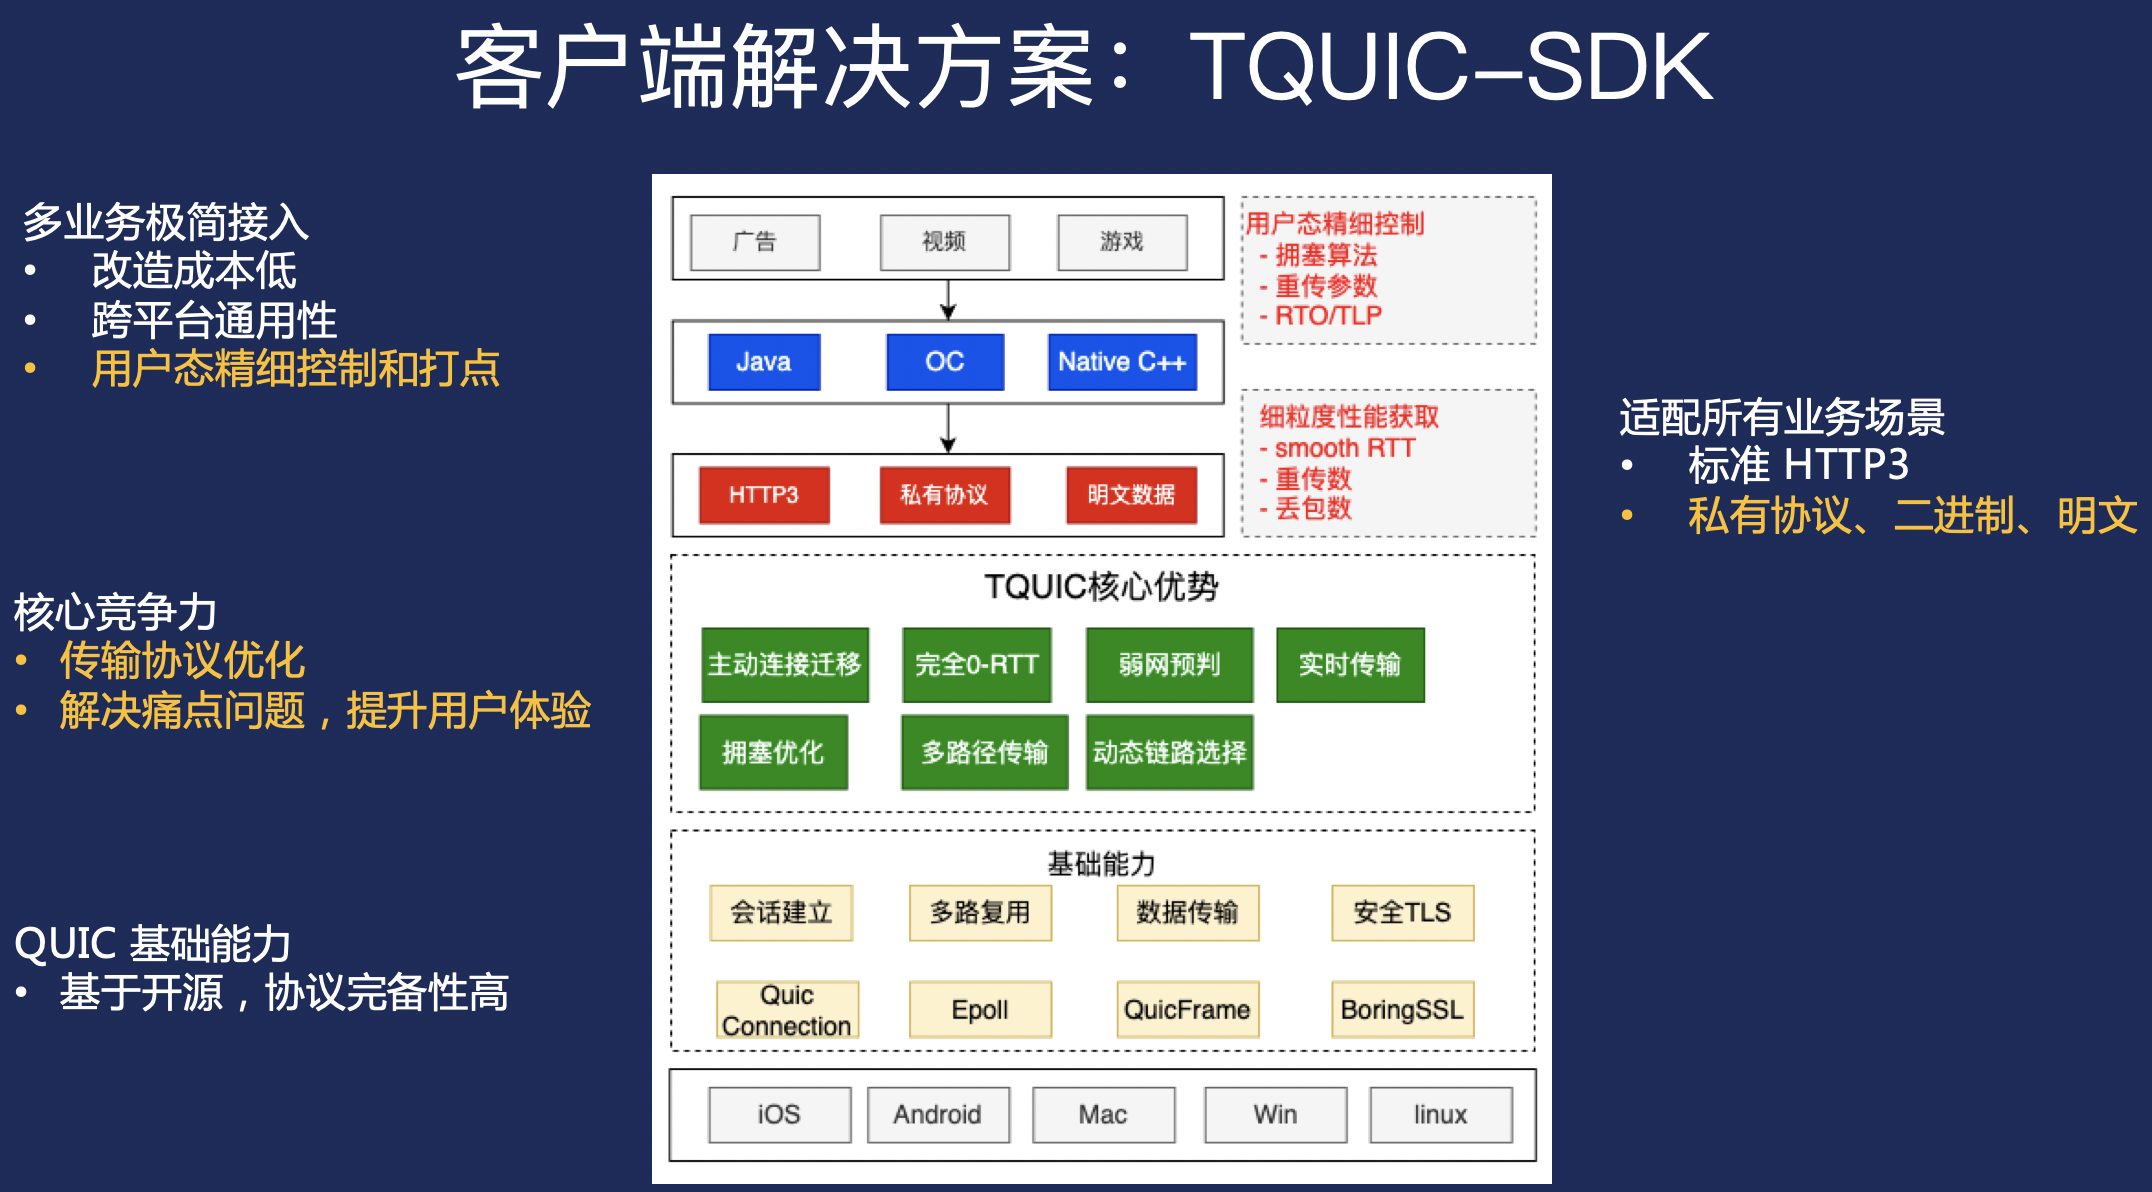 客户端解决方案：TQUIC-SDK
多业务极简接入
• 改造成本低
• 跨平台通用性
• 用户态精细控制和打点
核心竞争力
• 传输协议优化
• 解决痛点问题，提升用户体验
QUIC 基础能力
• 基于开源，协议完备性高
广告
视频
游戏
用户态精细控制
- 拥塞算法
- 重传参数
- RTO/TLP
Java
OC
Native C++
细粒度性能获取
- smooth RTT
- 重传数
- 丢包数
HTTP3
私有协议
明文数据
TQUIC核心优势
主动连接迁移
完全0-RTT
弱网预判
实时传输
拥塞优化
多路径传输
动态链路选择
基础能力
会话建立
多路复用
数据传输
安全TLS
Quic
Connection
Epoll
QuicFrame
BoringSSL
iOS
Android
Mac
Win
linux
适配所有业务场景
• 标准 HTTP3
• 私有协议、二进制、明文